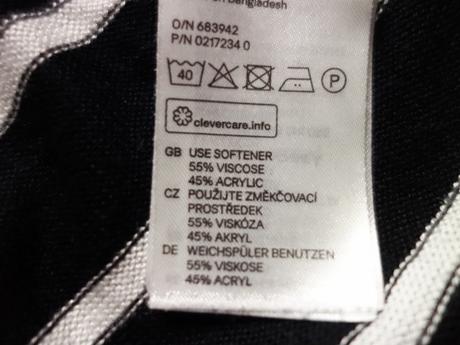 Bangladesh
O/N 683942
P/N 0217234 0
40 P
clevercare.info
GB USE SOFTENER
55% VISCOSE
45% ACRYLIC
CZ POUŽIJTE ZMĚKČOVACÍ
PROSTŘEDEK
55% VISKÓZA
45% AKRYL
DE WEICHSPÜLER BENUTZEN
55% VISKOSE
45% ACRYL